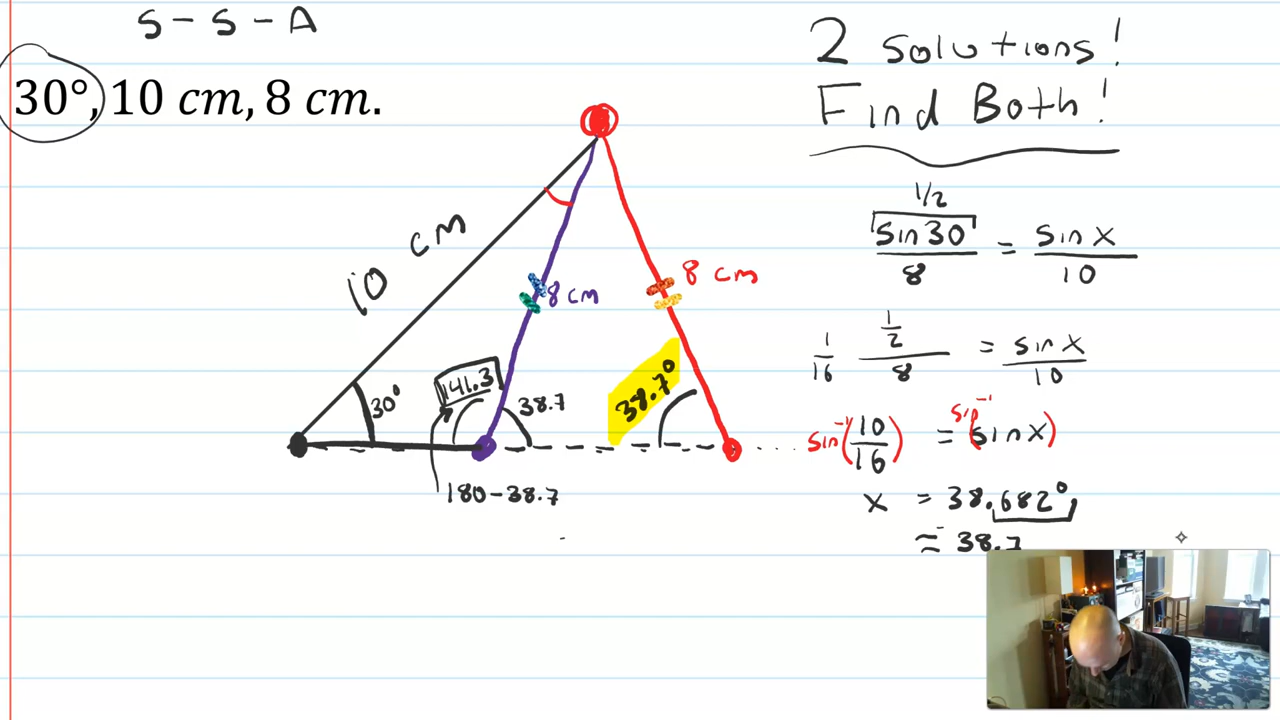 S - S - A
30°, 10 cm, 8 cm.
2 Solutions!
Find Both!
1/2
sin30/8 = sin x/10
10 cm
8 cm
8 cm
1/16 1/2/8 = sin x/10
30°
141.3
38.7
38.7°
sin⁻¹(10/16) = sin⁻¹(sin x)
180-38.7
x = 38.682°
≈ 38.7